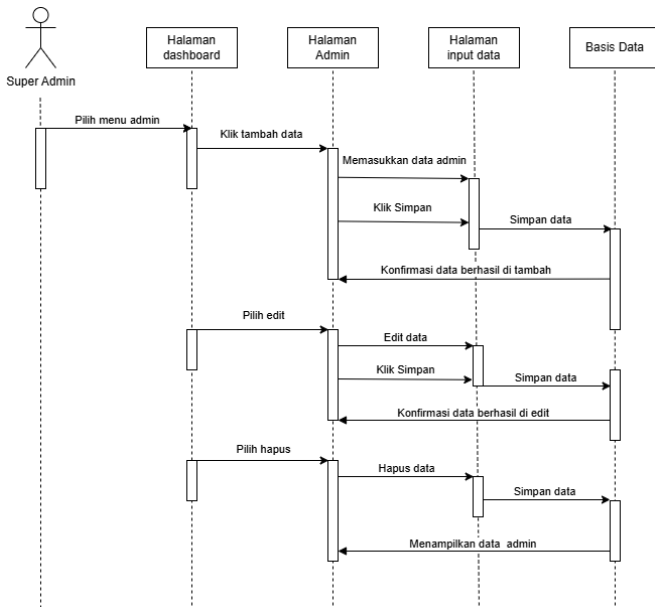 Super Admin
Halaman
dashboard
Halaman
Admin
Halaman
input data
Basis Data
Pilih menu admin
Klik tambah data
Memasukkan data admin
Klik Simpan
Simpan data
Konfirmasi data berhasil di tambah
Pilih edit
Edit data
Klik Simpan
Simpan data
Konfirmasi data berhasil di edit
Pilih hapus
Hapus data
Simpan data
Menampilkan data admin